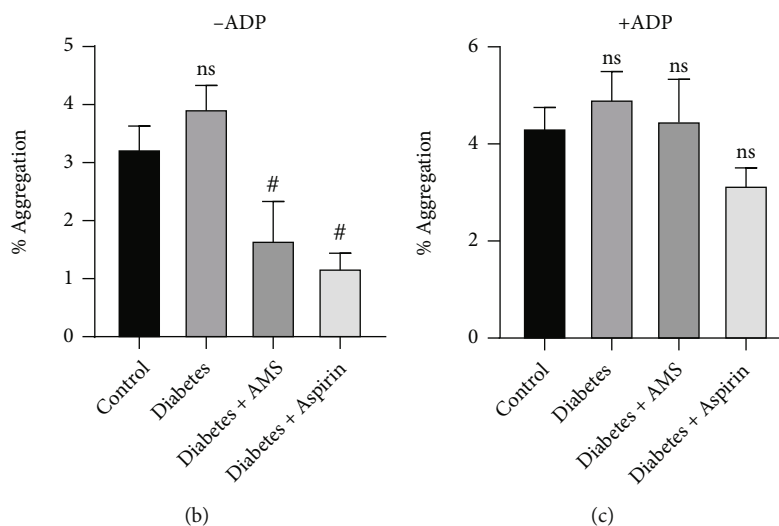 –ADP
5
4
3
2
1
0
% Aggregation
ns
#
#
Control
Diabetes
Diabetes + AMS
Diabetes + Aspirin
(b)
+ADP
6
4
2
0
% Aggregation
ns
ns
ns
Control
Diabetes
Diabetes + AMS
Diabetes + Aspirin
(c)